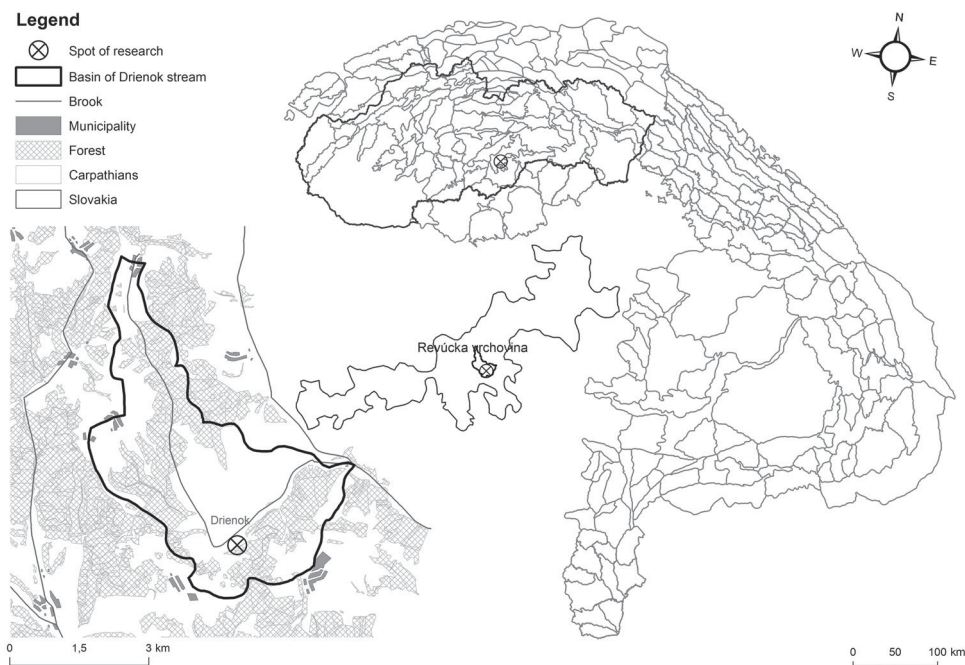 Legend
Spot of research
Basin of Drienok stream
Brook
Municipality
Forest
Carpathians
Slovakia
N
W
E
S
Revúcka vrchovina
Drienok
0 1,5 3 km
0 50 100 km